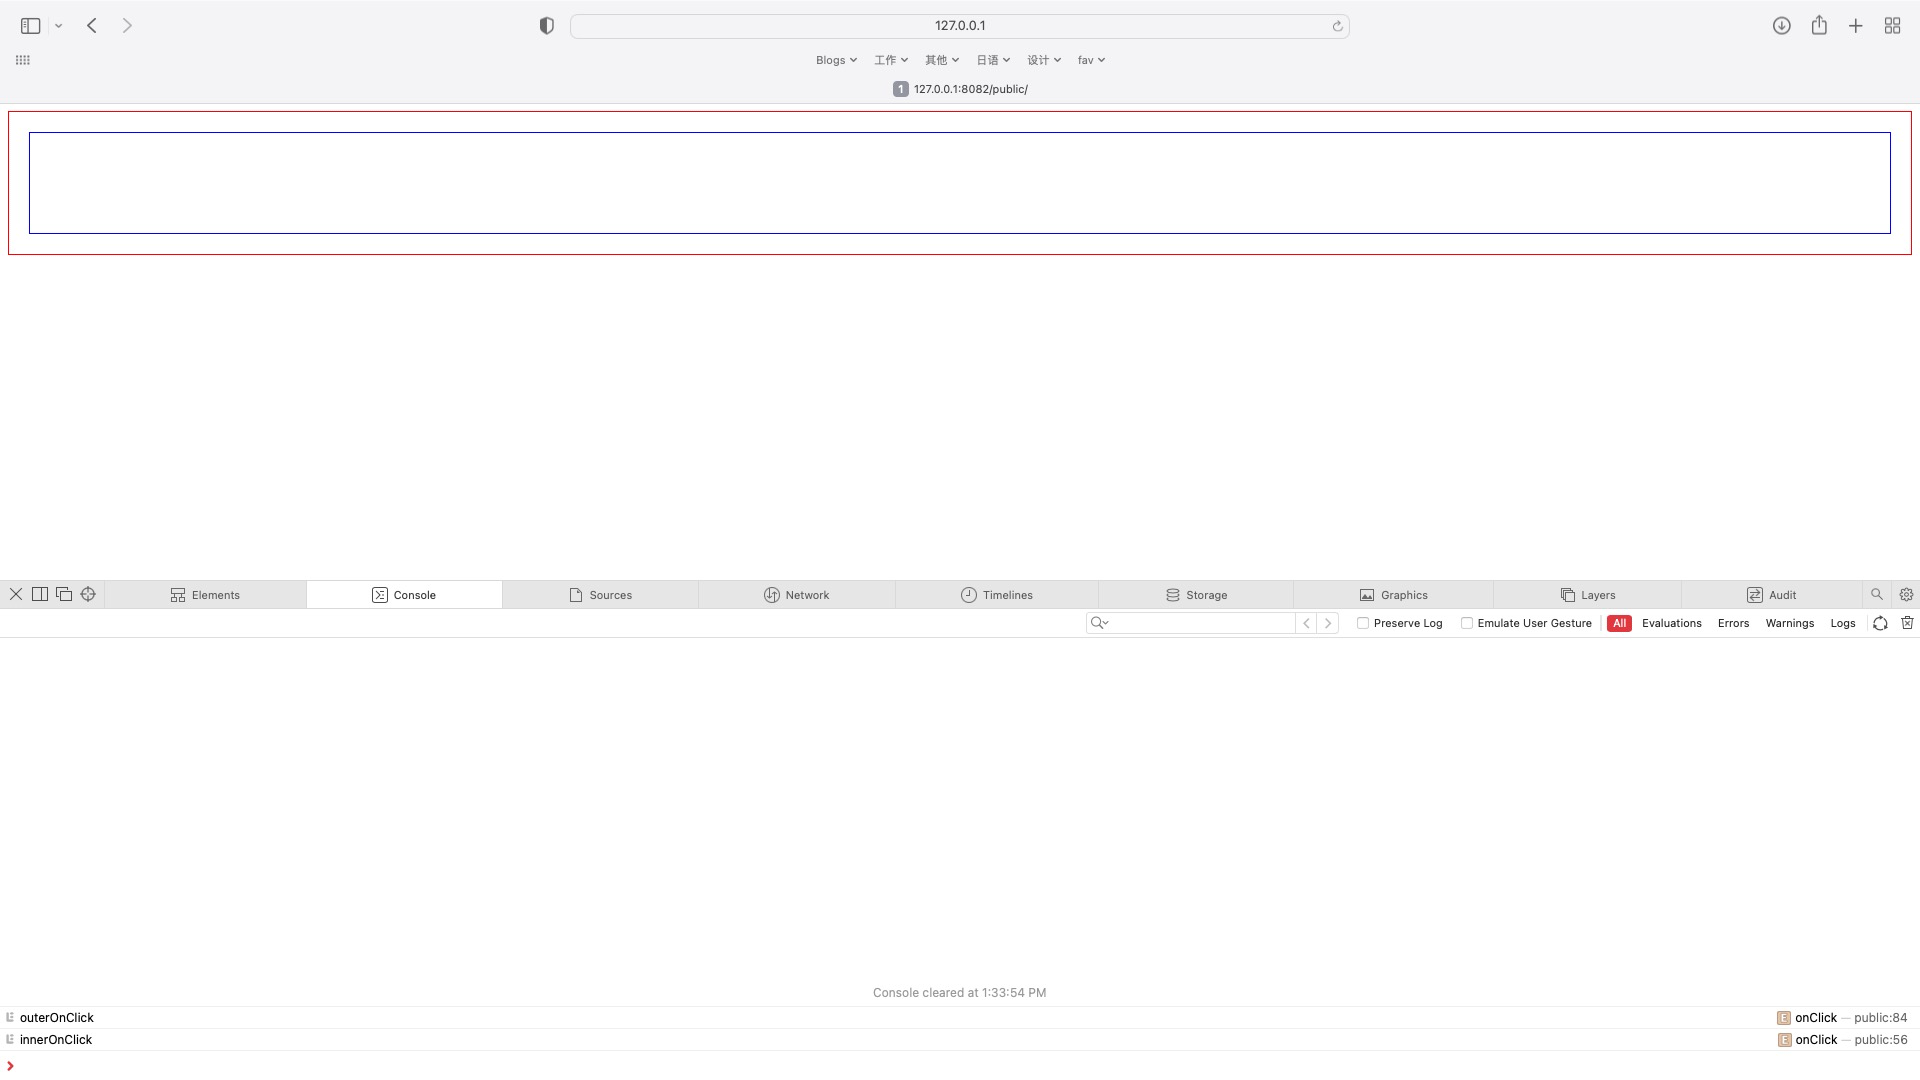 127.0.0.1
Blogs 工作 其他 日语 设计 fav
1 127.0.0.1:8082/public/
Elements Console Sources Network Timelines Storage Graphics Layers Audit
Preserve Log Emulate User Gesture All Evaluations Errors Warnings Logs
Console cleared at 1:33:54 PM
outerOnClick E onClick — public:84
innerOnClick E onClick — public:56